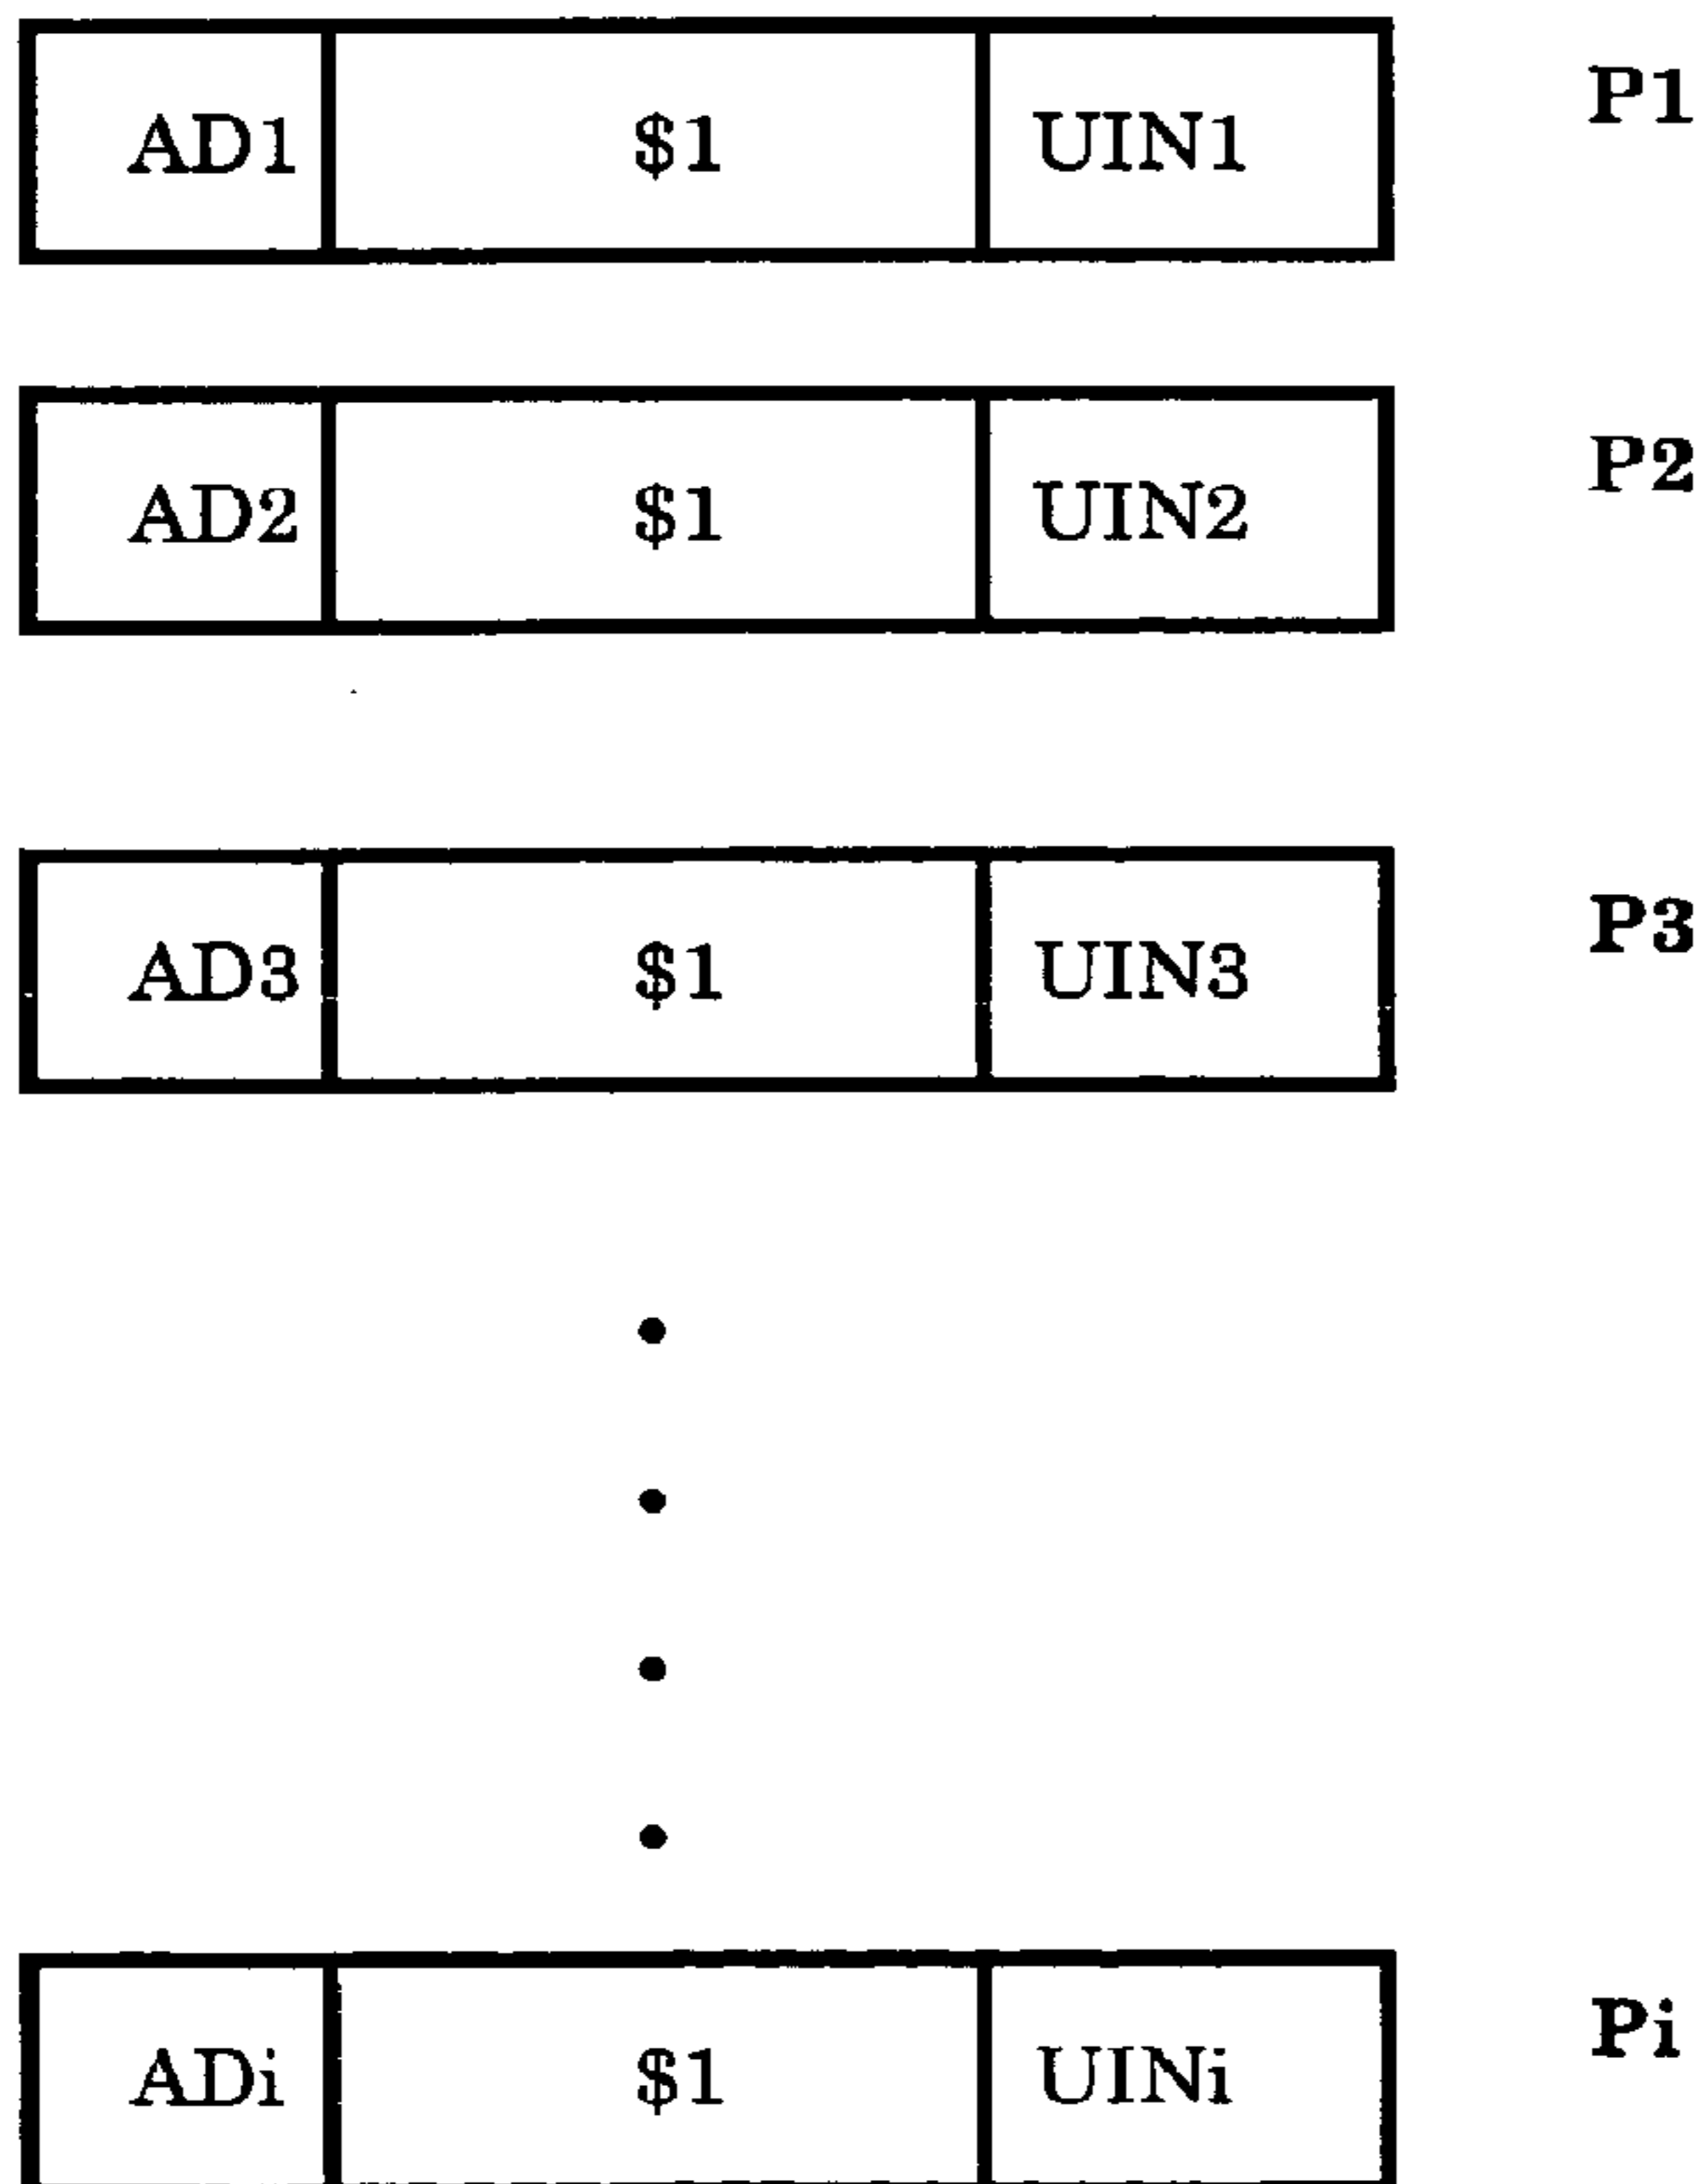 AD1 $1 UIN1 P1
AD2 $1 UIN2 P2
AD3 $1 UIN3 P3
ADi $1 UINi Pi